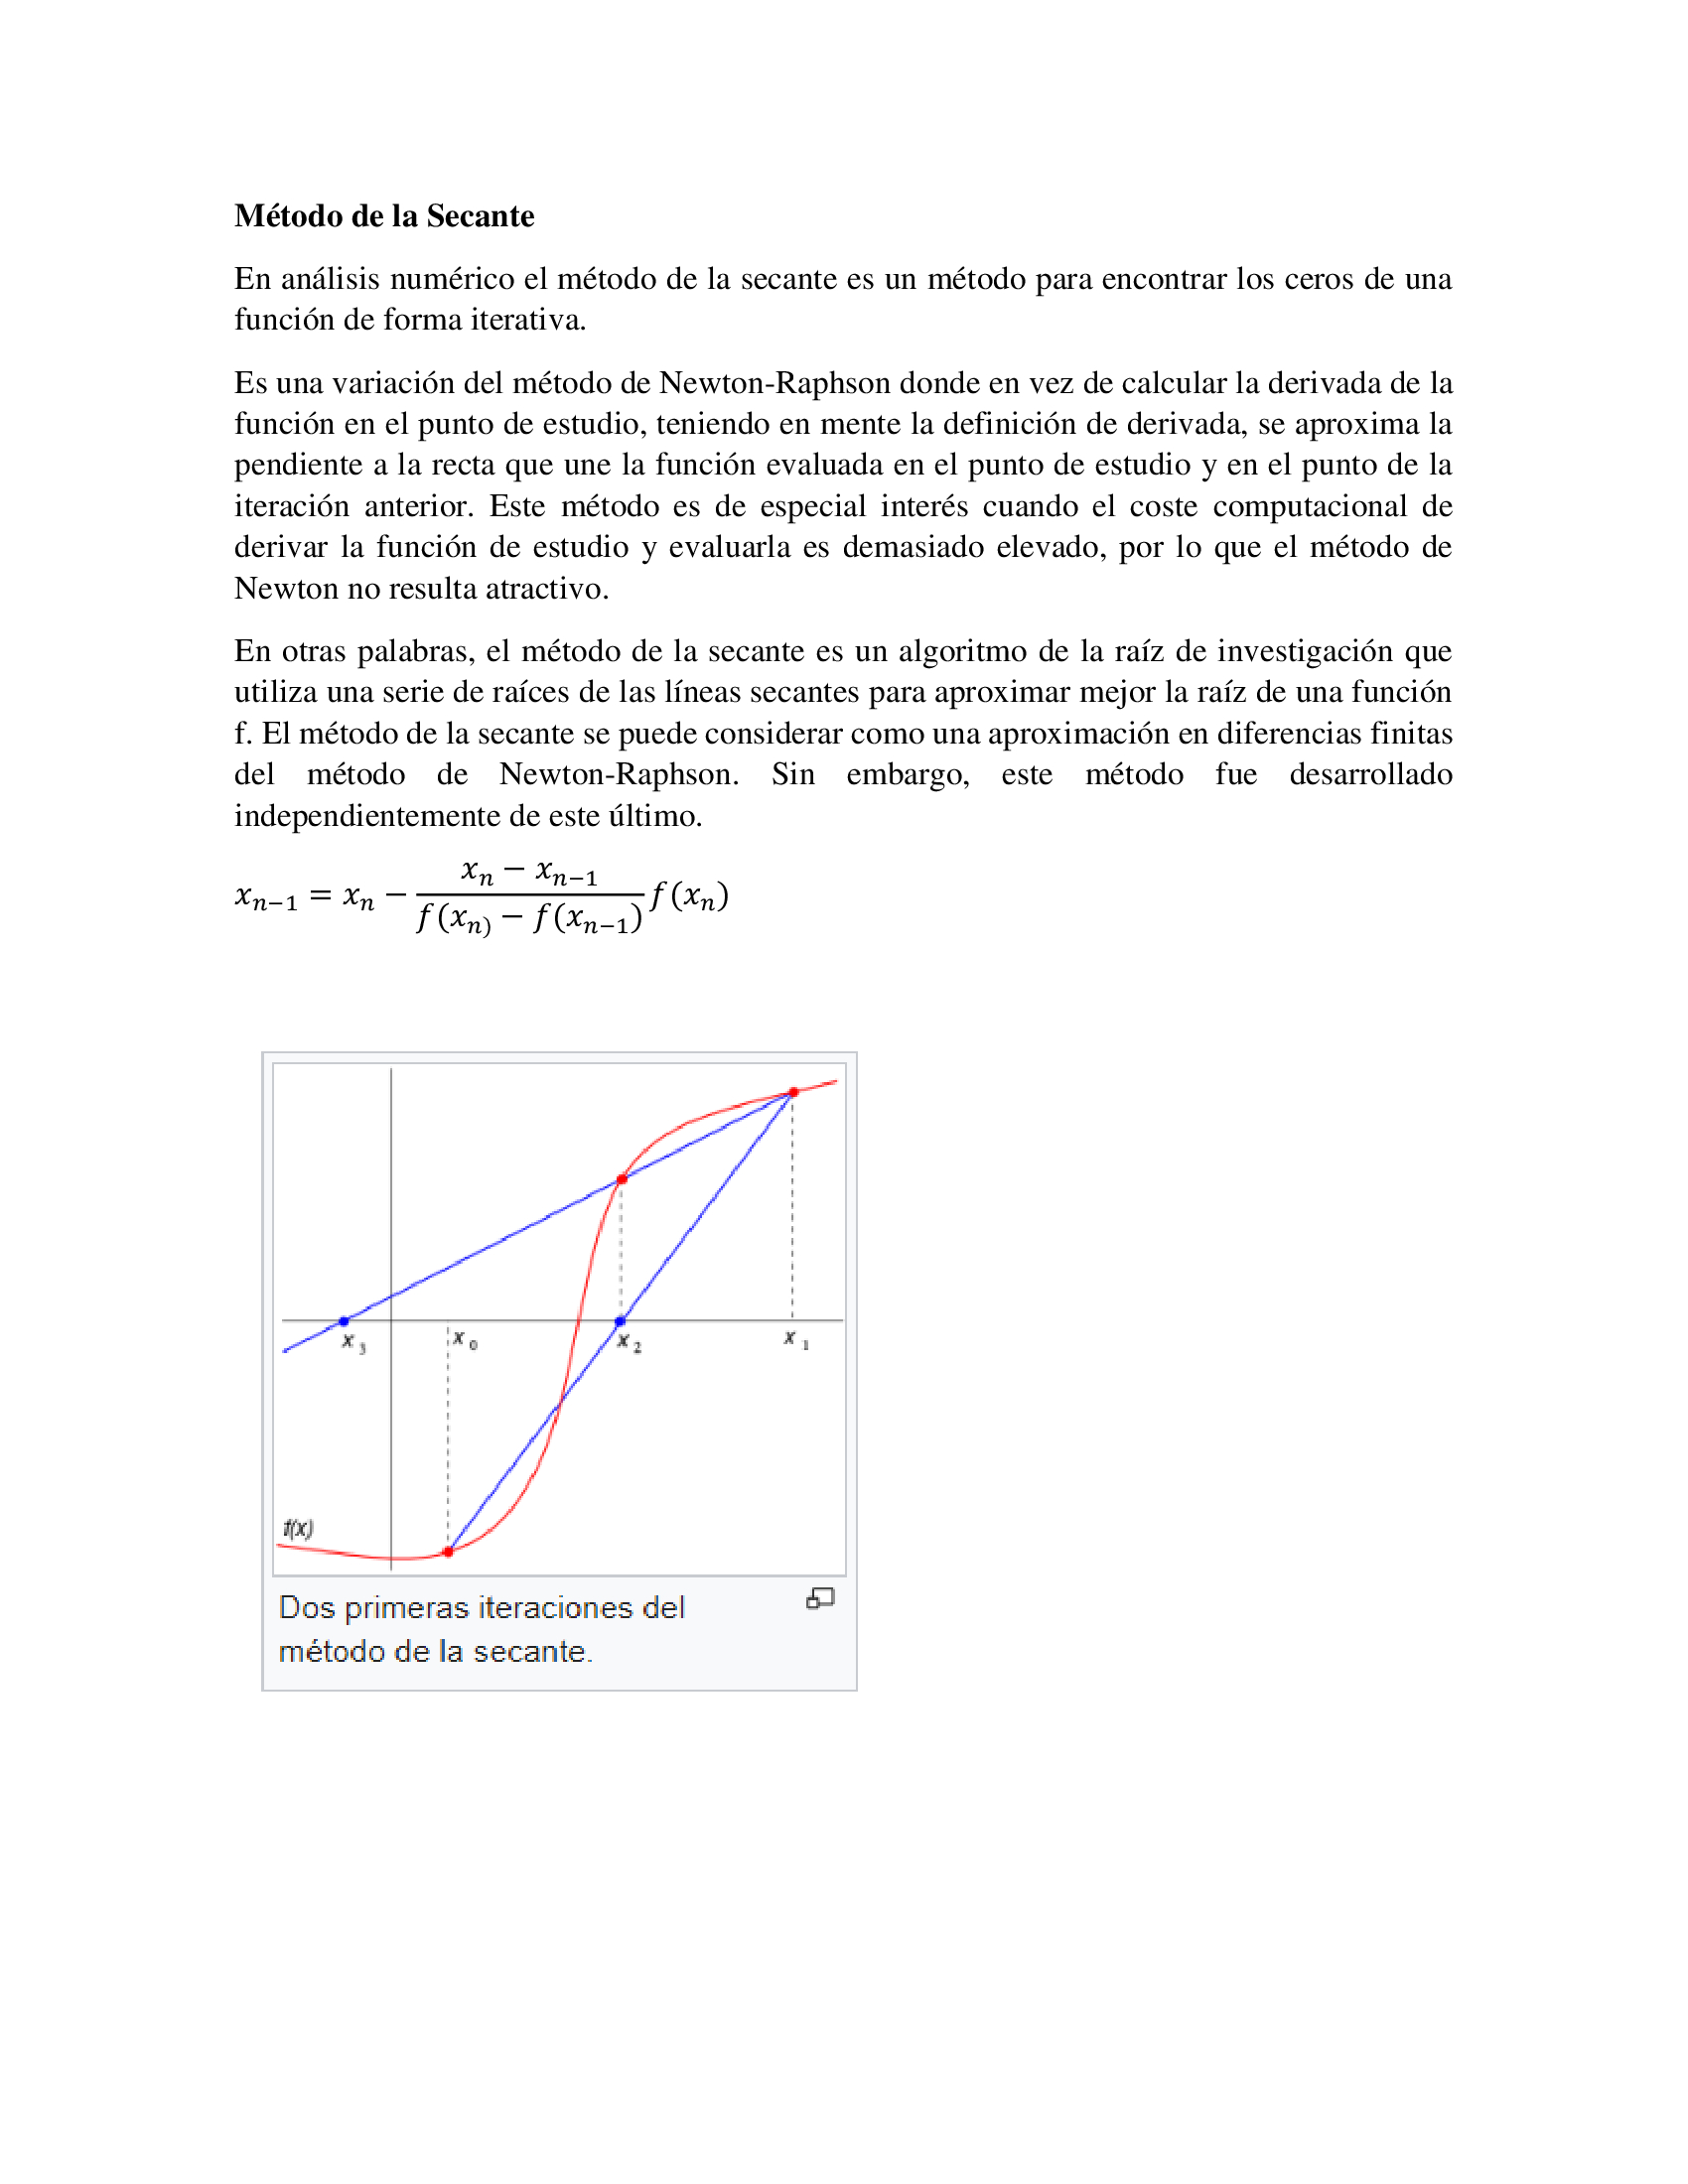 Método de la Secante
En análisis numérico el método de la secante es un método para encontrar los ceros de una
función de forma iterativa.
Es una variación del método de Newton-Raphson donde en vez de calcular la derivada de la
función en el punto de estudio, teniendo en mente la definición de derivada, se aproxima la
pendiente a la recta que une la función evaluada en el punto de estudio y en el punto de la
iteración anterior. Este método es de especial interés cuando el coste computacional de
derivar la función de estudio y evaluarla es demasiado elevado, por lo que el método de
Newton no resulta atractivo.
En otras palabras, el método de la secante es un algoritmo de la raíz de investigación que
utiliza una serie de raíces de las líneas secantes para aproximar mejor la raíz de una función
f. El método de la secante se puede considerar como una aproximación en diferencias finitas
del método de Newton-Raphson. Sin embargo, este método fue desarrollado
independientemente de este último.
$x_{n-1} = x_n - \frac{x_n - x_{n-1}}{f(x_{n)} - f(x_{n-1})} f(x_n)$
x₃ x₀ x₂ x₁
f(x)
Dos primeras iteraciones del
método de la secante.